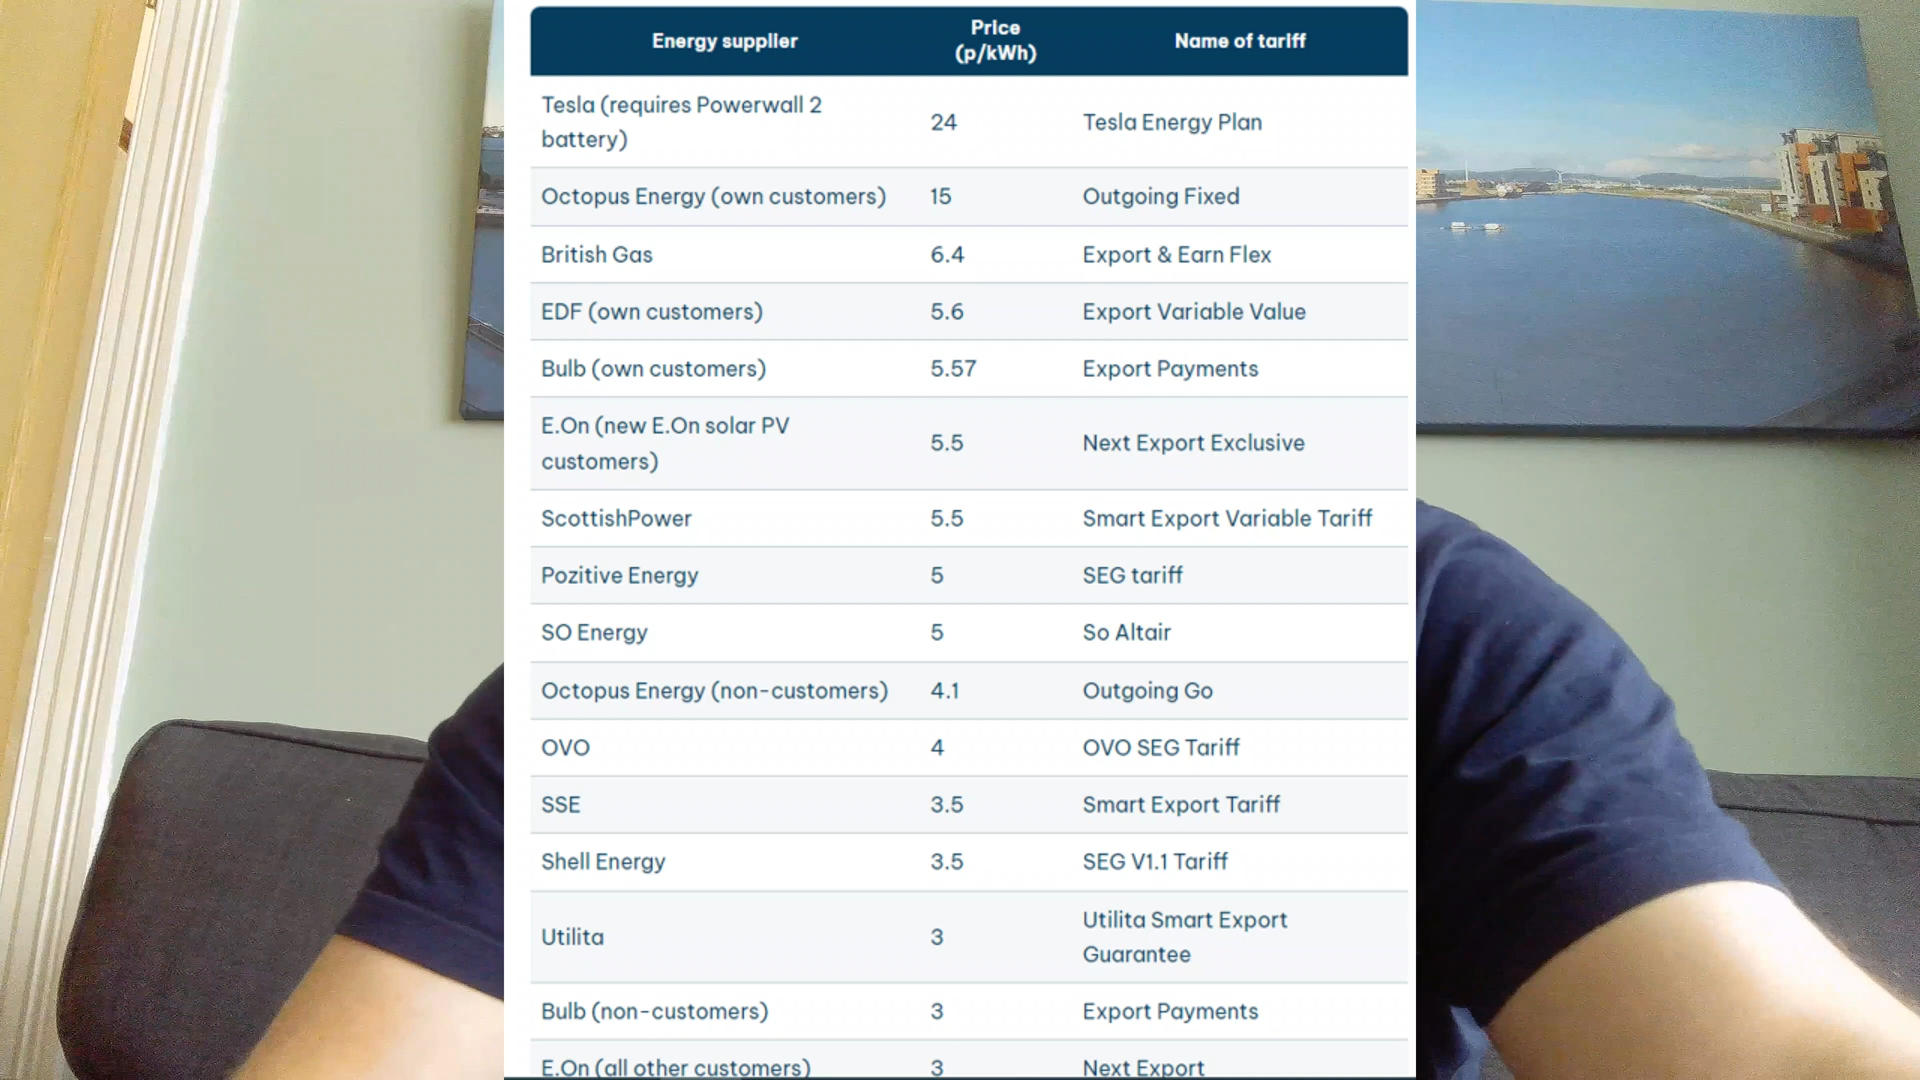 Energy supplier Price (p/kWh) Name of tariff
Tesla (requires Powerwall 2 battery) 24 Tesla Energy Plan
Octopus Energy (own customers) 15 Outgoing Fixed
British Gas 6.4 Export & Earn Flex
EDF (own customers) 5.6 Export Variable Value
Bulb (own customers) 5.57 Export Payments
E.On (new E.On solar PV customers) 5.5 Next Export Exclusive
ScottishPower 5.5 Smart Export Variable Tariff
Pozitive Energy 5 SEG tariff
SO Energy 5 So Altair
Octopus Energy (non-customers) 4.1 Outgoing Go
OVO 4 OVO SEG Tariff
SSE 3.5 Smart Export Tariff
Shell Energy 3.5 SEG V1.1 Tariff
Utilita 3 Utilita Smart Export Guarantee
Bulb (non-customers) 3 Export Payments
E.On (all other customers) 3 Next Export